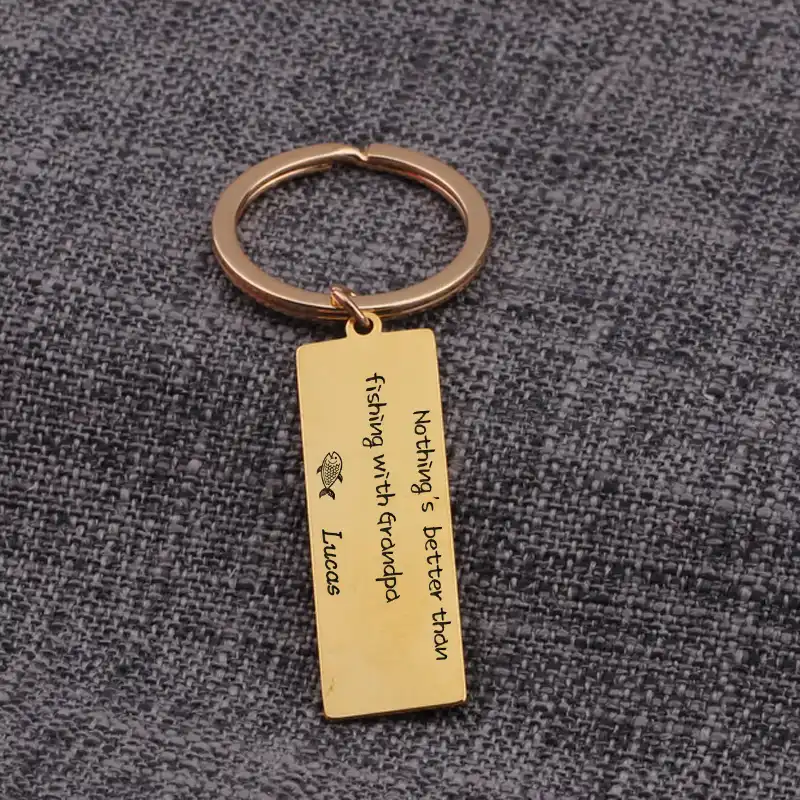 Nothing's better than
fishing with Grandpa
Lucas